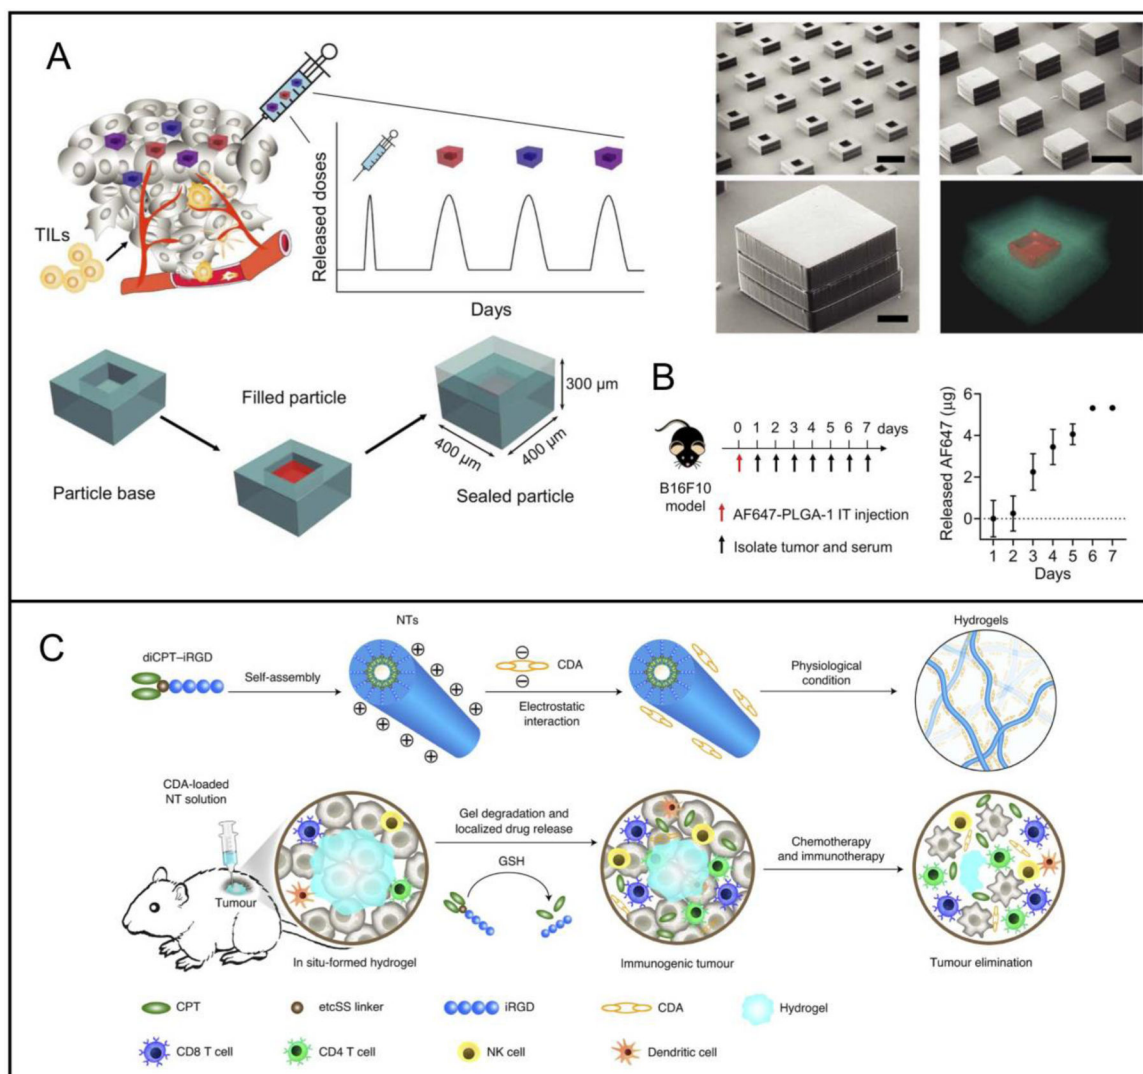 A
TILs
Released doses
Days
Particle base
Filled particle
Sealed particle
300 µm
400 µm
400 µm
B
0 1 2 3 4 5 6 7 days
B16F10
model
AF647-PLGA-1 IT injection
Isolate tumor and serum
Released AF647 (µg)
6
4
2
0
1 2 3 4 5 6 7
Days
C
diCPT–iRGD
Self-assembly
NTs
CDA
Electrostatic
interaction
Physiological
condition
Hydrogels
CDA-loaded
NT solution
Tumour
In situ-formed hydrogel
Gel degradation and
localized drug release
GSH
Immunogenic tumour
Chemotherapy
and immunotherapy
Tumour elimination
CPT
etcSS linker
iRGD
CDA
Hydrogel
CD8 T cell
CD4 T cell
NK cell
Dendritic cell